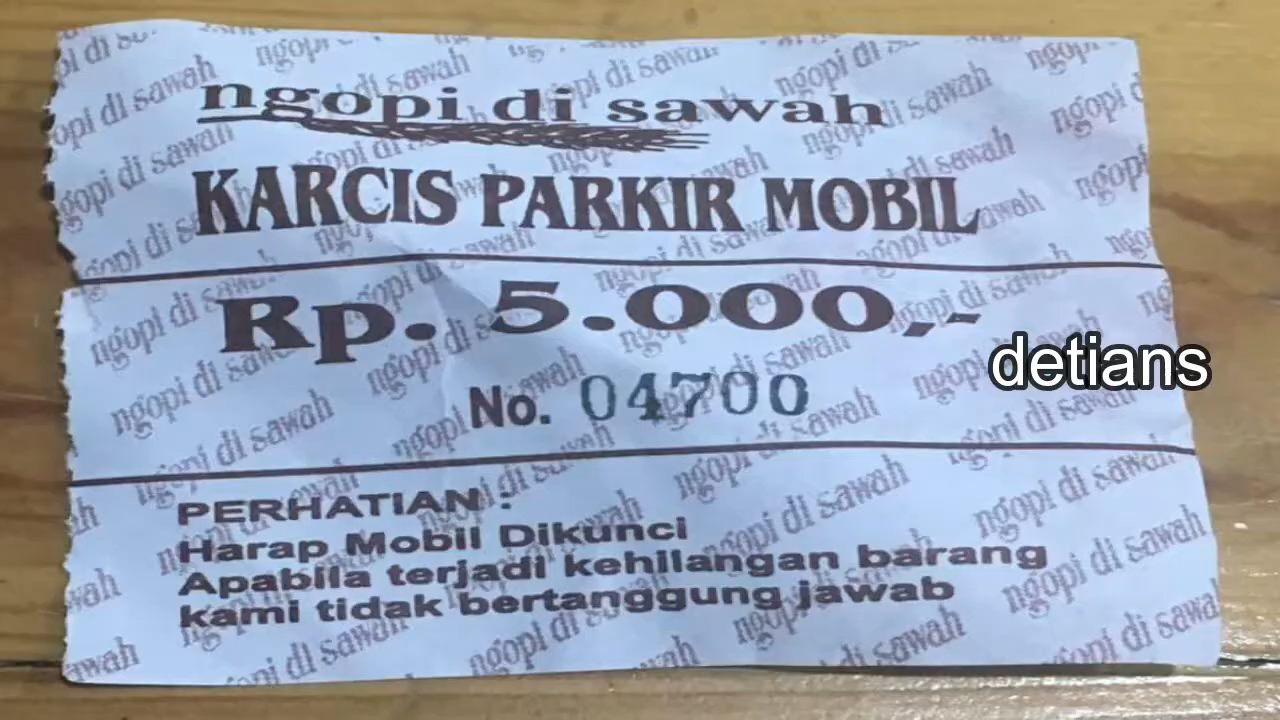 ngopi di sawah
KARCIS PARKIR MOBIL
Rp. 5.000,-
detians
No. 04700
PERHATIAN :
Harap Mobil Dikunci
Apabila terjadi kehilangan barang
kami tidak bertanggung jawab